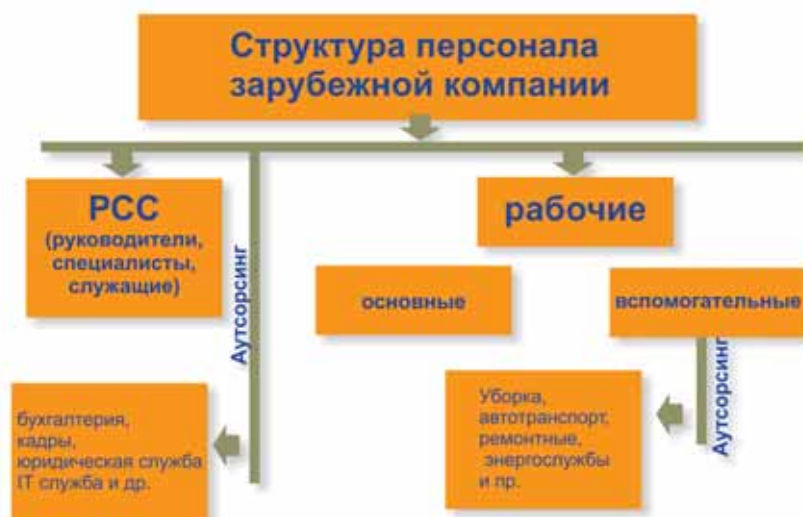 Структура персонала
зарубежной компании
РСС
(руководители,
специалисты,
служащие)
Аутсорсинг
рабочие
основные
вспомогательные
Аутсорсинг
бухгалтерия,
кадры,
юридическая служба
IT служба и др.
Уборка,
автотранспорт,
ремонтные,
энергослужбы
и пр.